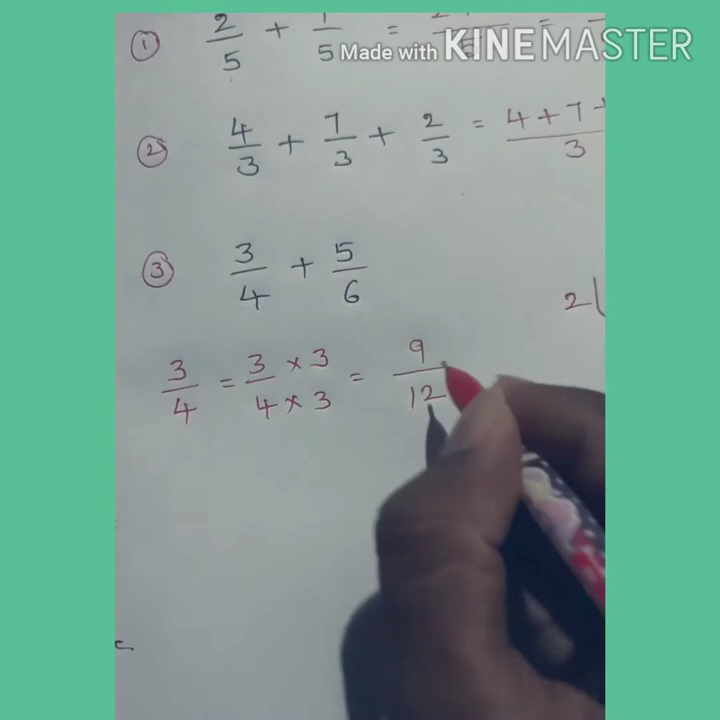 ① 2/5 + 1/5 = =
Made with KINEMASTER
② 4/3 + 7/3 + 2/3 = 4+7+/3
③ 3/4 + 5/6
2
3/4 = 3×3/4×3 = 9/12